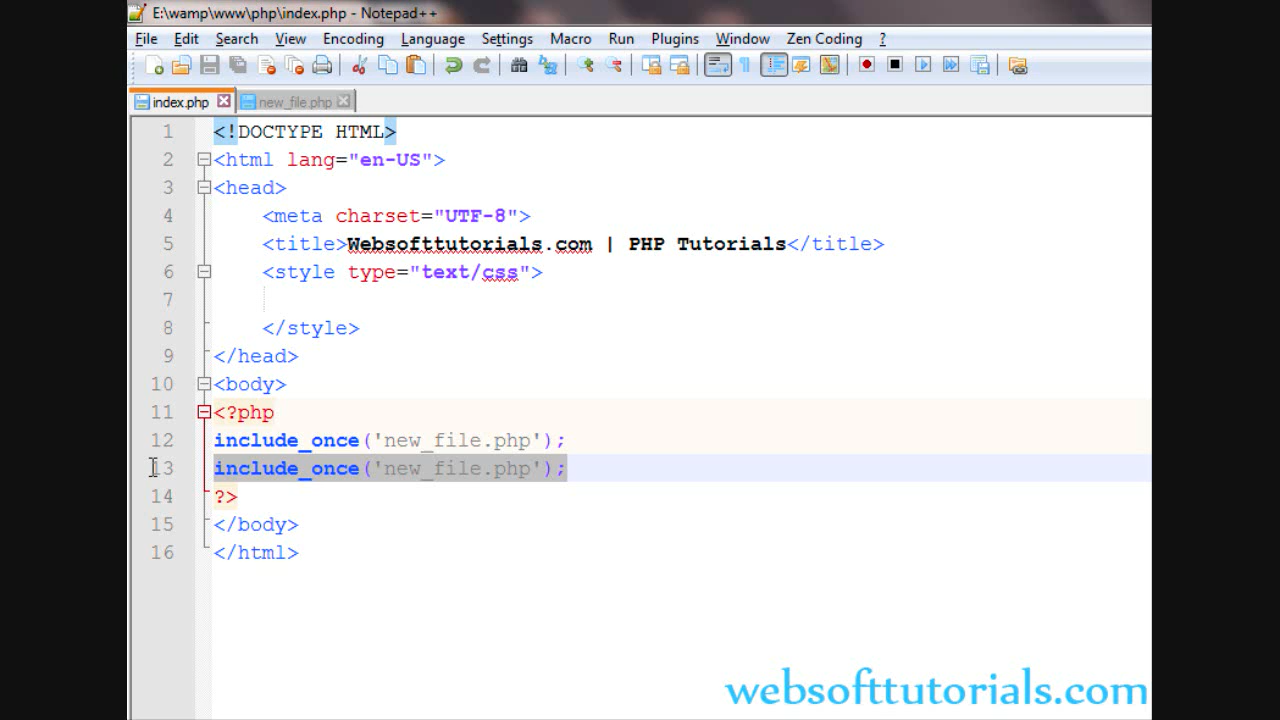 E:\wamp\www\php\index.php - Notepad++
File Edit Search View Encoding Language Settings Macro Run Plugins Window Zen Coding ?
index.php new_file.php
1 <!DOCTYPE HTML>
2 <html lang="en-US">
3 <head>
4 <meta charset="UTF-8">
5 <title>Websofttutorials.com | PHP Tutorials</title>
6 <style type="text/css">
7
8 </style>
9 </head>
10 <body>
11 <?php
12 include_once('new_file.php');
13 include_once('new_file.php');
14 ?>
15 </body>
16 </html>
websofttutorials.com